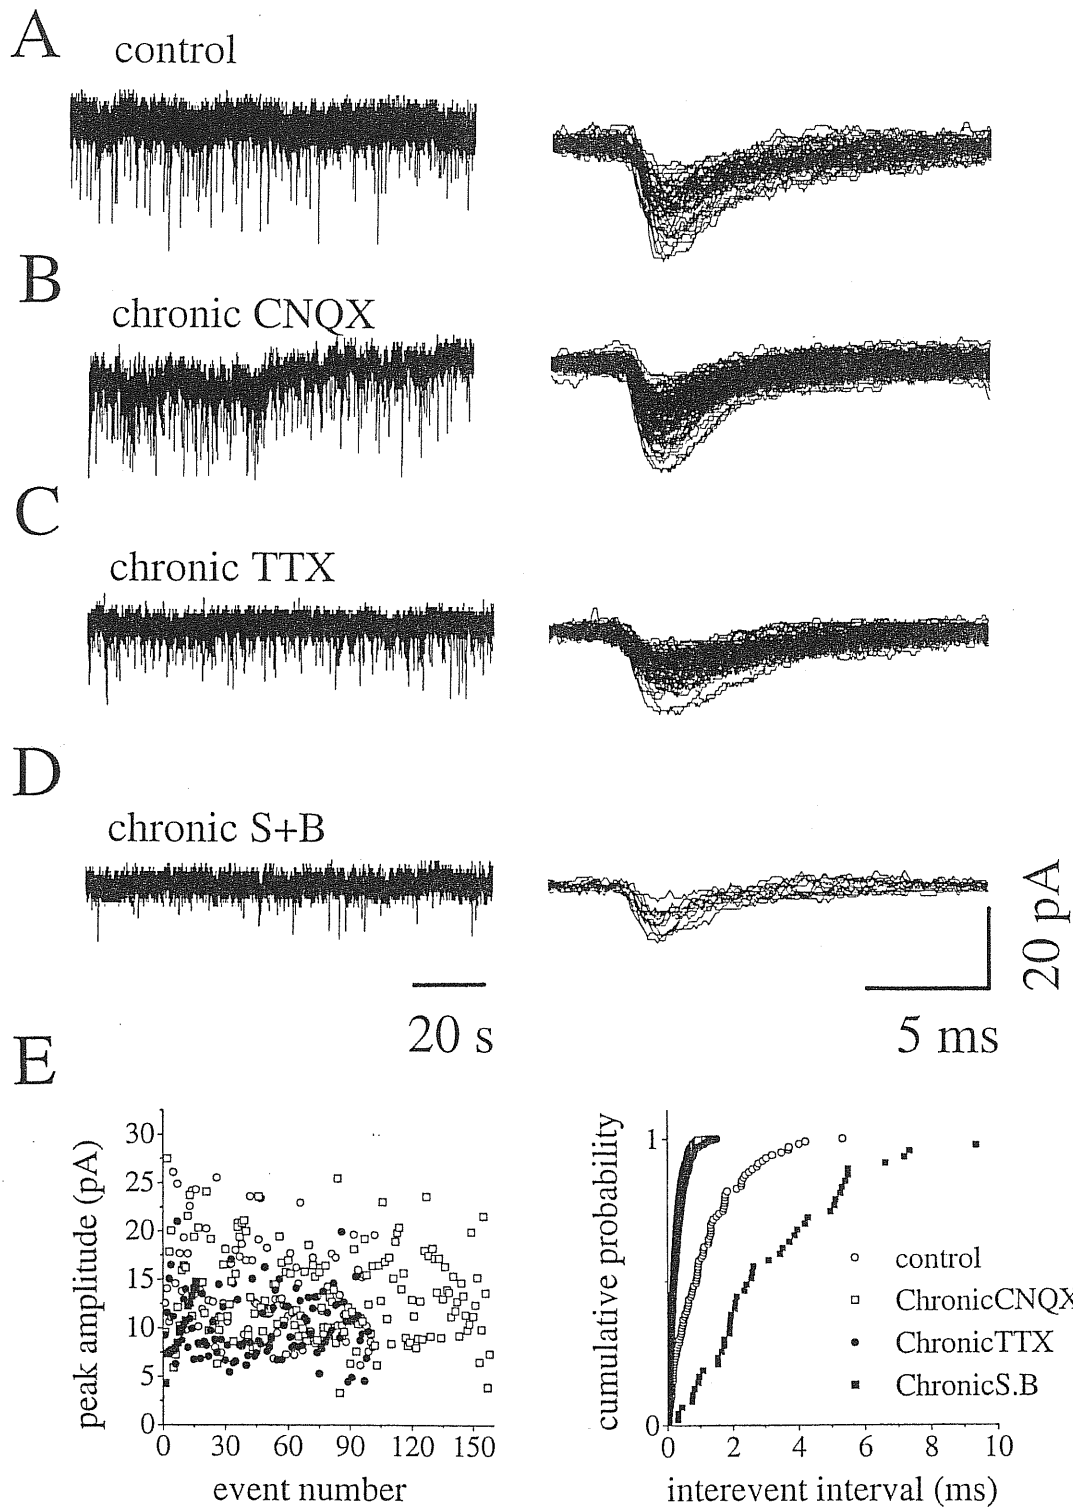 A
control
B
chronic CNQX
C
chronic TTX
D
chronic S+B
20 s
5 ms
20 pA
E
peak amplitude (pA)
30
25
20
15
10
5
0
0 30 60 90 120 150
event number
cumulative probability
1
0
0 2 4 6 8 10
interevent interval (ms)
control
ChronicCNQX
ChronicTTX
ChronicS.B